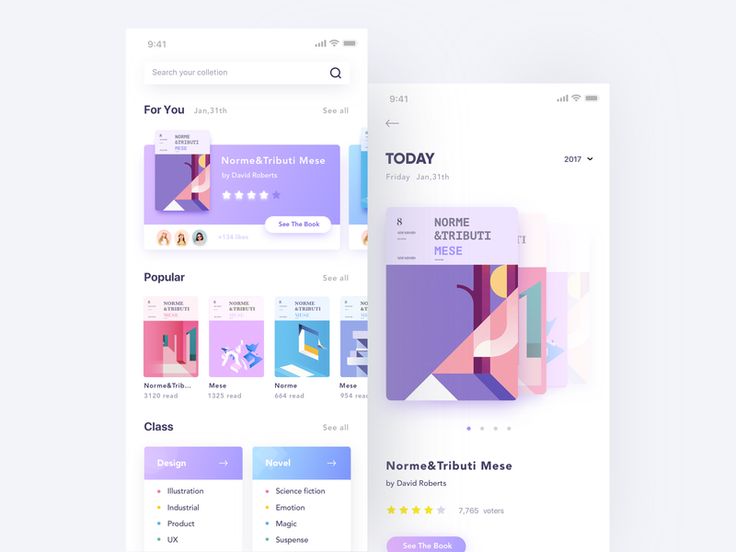 9:41
Search your colletion
For You Jan,31th See all
NORME
&TRIBUTI
MESE
Norme&Tributi Mese
by David Roberts
See The Book
+134 likes
Popular See all
8 NORME
&TRIBUTI
MESE
8 NORME
&TRIBUTI
MESE
8 NORME
&TRIBUTI
MESE
NORME
&TRIBUTI
Norme&Trib... Mese Norme Mese
3120 read 1325 read 664 read 954 read
Class See all
Design
Illustration
Industrial
Product
UX
Novel
Science fiction
Emotion
Magic
Suspense
9:41
TODAY 2017
Friday Jan,31th
8 NORME
&TRIBUTI
MESE
Norme&Tributi Mese
by David Roberts
7,765 voters
See The Book